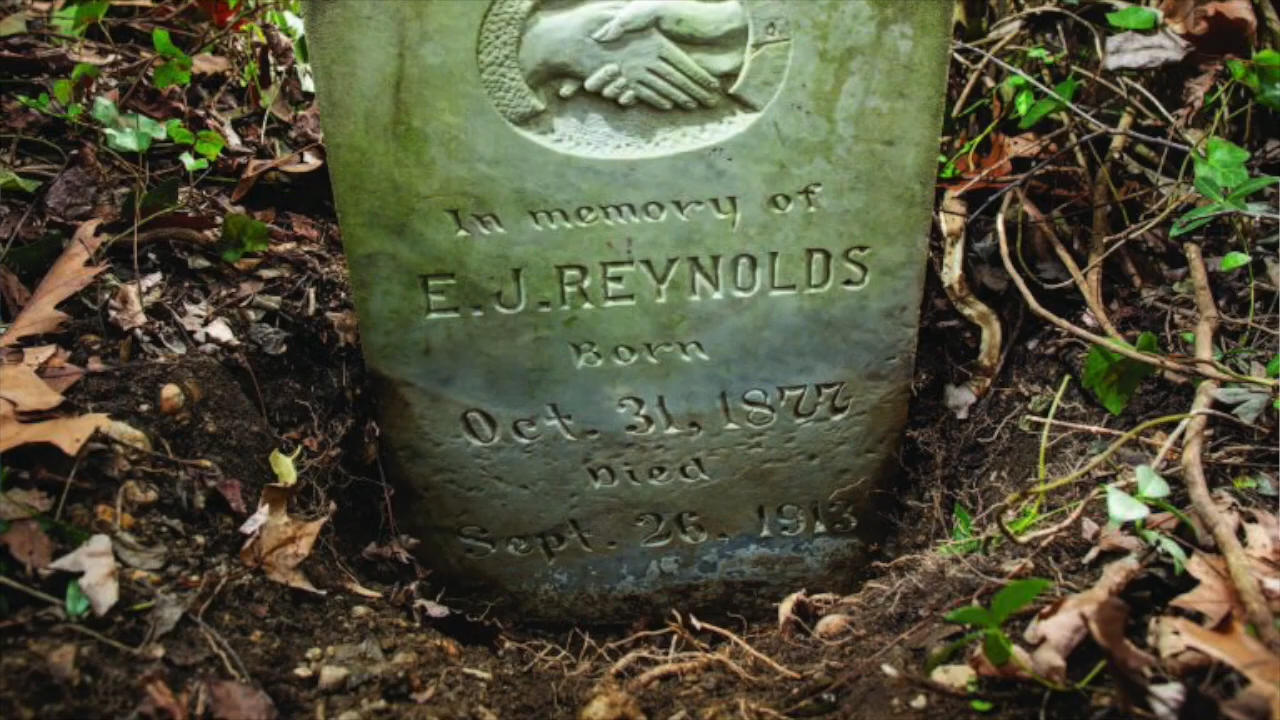 In memory of
E.J.REYNOLDS
Born
Oct. 31, 1877
Died
Sept. 26. 1913